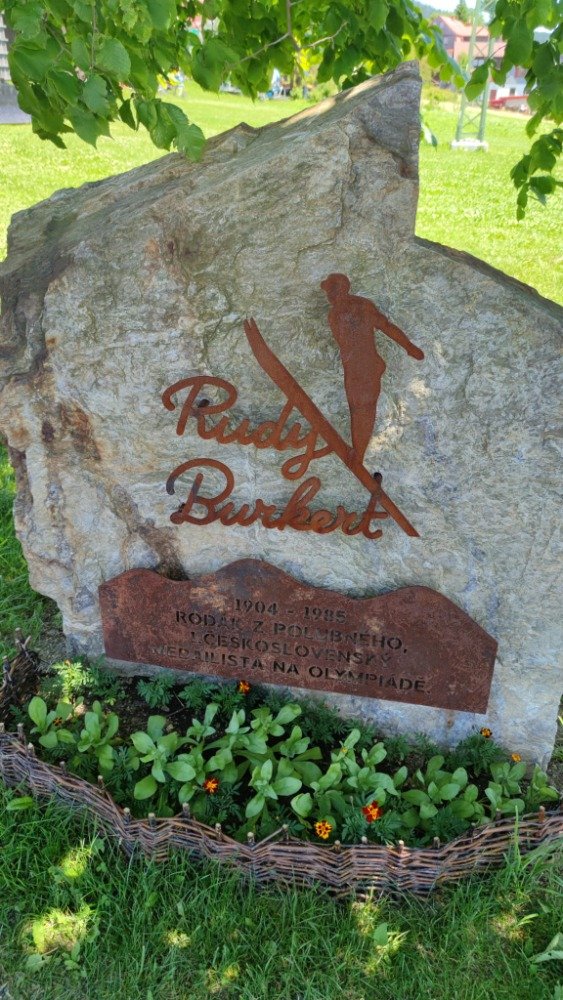 Rudy
Burkert
1904 - 1985
RODÁK Z POLUBNÉHO,
1.ČESKOSLOVENSKÝ
MEDAILISTA NA OLYMPIÁDĚ